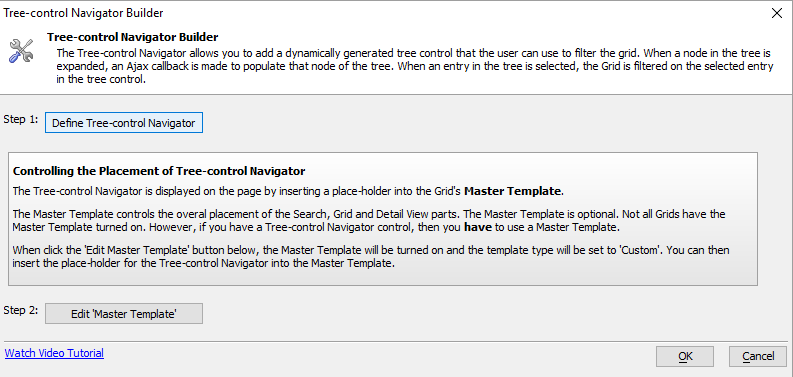 Tree-control Navigator Builder
Tree-control Navigator Builder
The Tree-control Navigator allows you to add a dynamically generated tree control that the user can use to filter the grid. When a node in the tree is
expanded, an Ajax callback is made to populate that node of the tree. When an entry in the tree is selected, the Grid is filtered on the selected entry
in the tree control.
Step 1: Define Tree-control Navigator
Controlling the Placement of Tree-control Navigator
The Tree-control Navigator is displayed on the page by inserting a place-holder into the Grid's Master Template.
The Master Template controls the overal placement of the Search, Grid and Detail View parts. The Master Template is optional. Not all Grids have the
Master Template turned on. However, if you have a Tree-control Navigator control, then you have to use a Master Template.
When click the 'Edit Master Template' button below, the Master Template will be turned on and the template type will be set to 'Custom'. You can then
insert the place-holder for the Tree-control Navigator into the Master Template.
Step 2: Edit 'Master Template'
Watch Video Tutorial
OK
Cancel